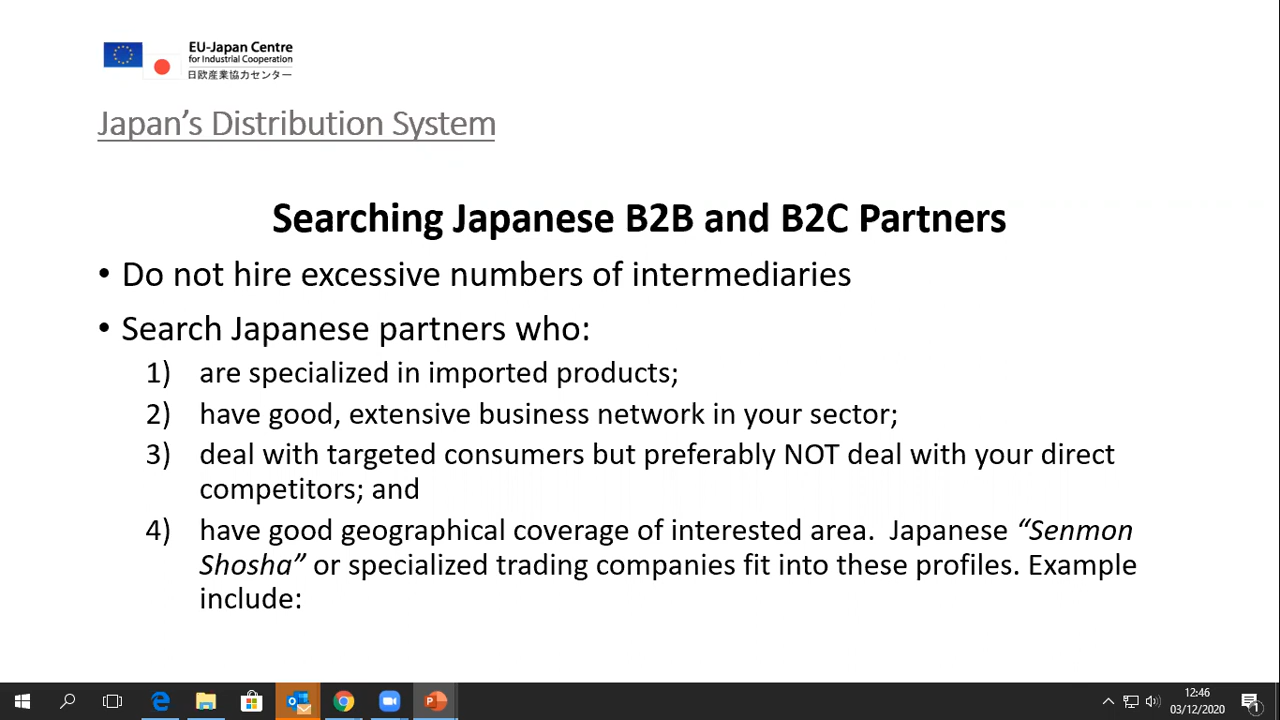 EU-Japan Centre
for Industrial Cooperation
日欧産業協力センター
Japan’s Distribution System
Searching Japanese B2B and B2C Partners
• Do not hire excessive numbers of intermediaries
• Search Japanese partners who:
1) are specialized in imported products;
2) have good, extensive business network in your sector;
3) deal with targeted consumers but preferably NOT deal with your direct
competitors; and
4) have good geographical coverage of interested area. Japanese “Senmon
Shosha” or specialized trading companies fit into these profiles. Example
include:
12:46
03/12/2020
1